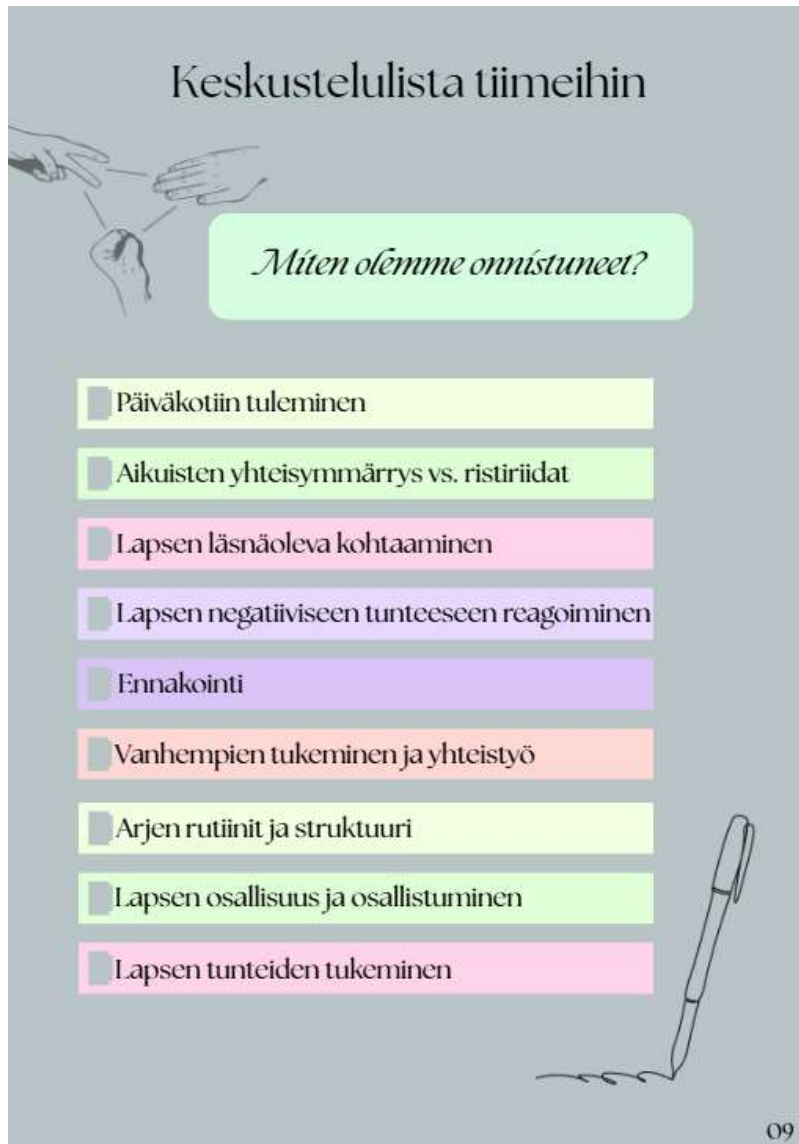 Keskustelulista tiimeihin
Miten olemme onnistuneet?
Päiväkotiin tuleminen
Aikuisten yhteisymmärrys vs. ristiriidat
Lapsen läsnäoleva kohtaaminen
Lapsen negatiiviseen tunteeseen reagoiminen
Ennakointi
Vanhempien tukeminen ja yhteistyö
Arjen rutiinit ja struktuuri
Lapsen osallisuus ja osallistuminen
Lapsen tunteiden tukeminen
09